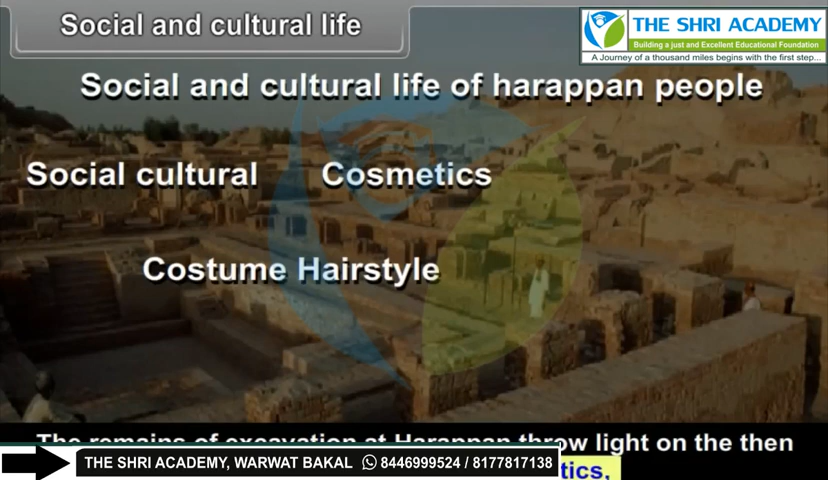 Social and cultural life
THE SHRI ACADEMY
Building a just and Excellent Educational Foundation
A Journey of a thousand miles begins with the first step...
Social and cultural life of harappan people
Social cultural
Cosmetics
Costume Hairstyle
The remains of excavation at Harappan throw light on the then
THE SHRI ACADEMY, WARWAT BAKAL 8446999524 / 8177817138
tics,